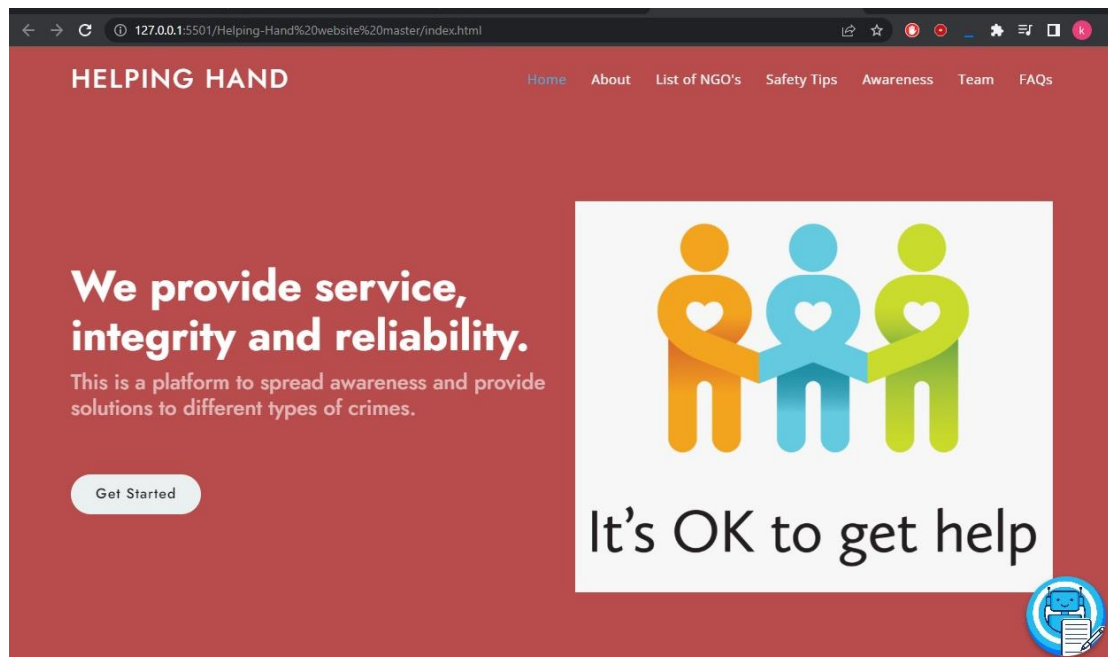 127.0.0.1:5501/Helping-Hand%20website%20master/index.html
k
HELPING HAND
Home About List of NGO's Safety Tips Awareness Team FAQs
We provide service,
integrity and reliability.
This is a platform to spread awareness and provide
solutions to different types of crimes.
Get Started
It's OK to get help